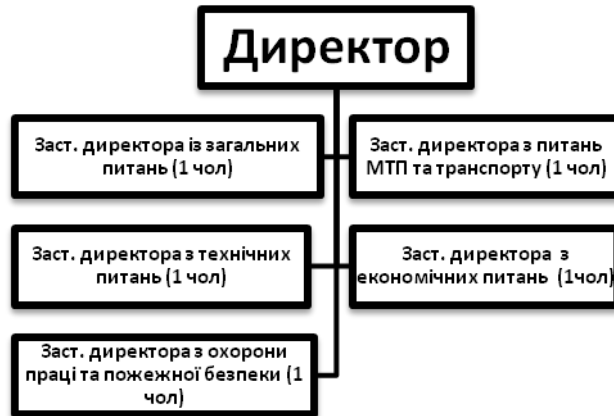 Директор
Заст. директора із загальних
питань (1 чол)
Заст. директора з питань
МТП та транспорту (1 чол)
Заст. директора з технічних
питань (1 чол)
Заст. директора з
економічних питань (1чол)
Заст. директора з охорони
праці та пожежної безпеки (1
чол)